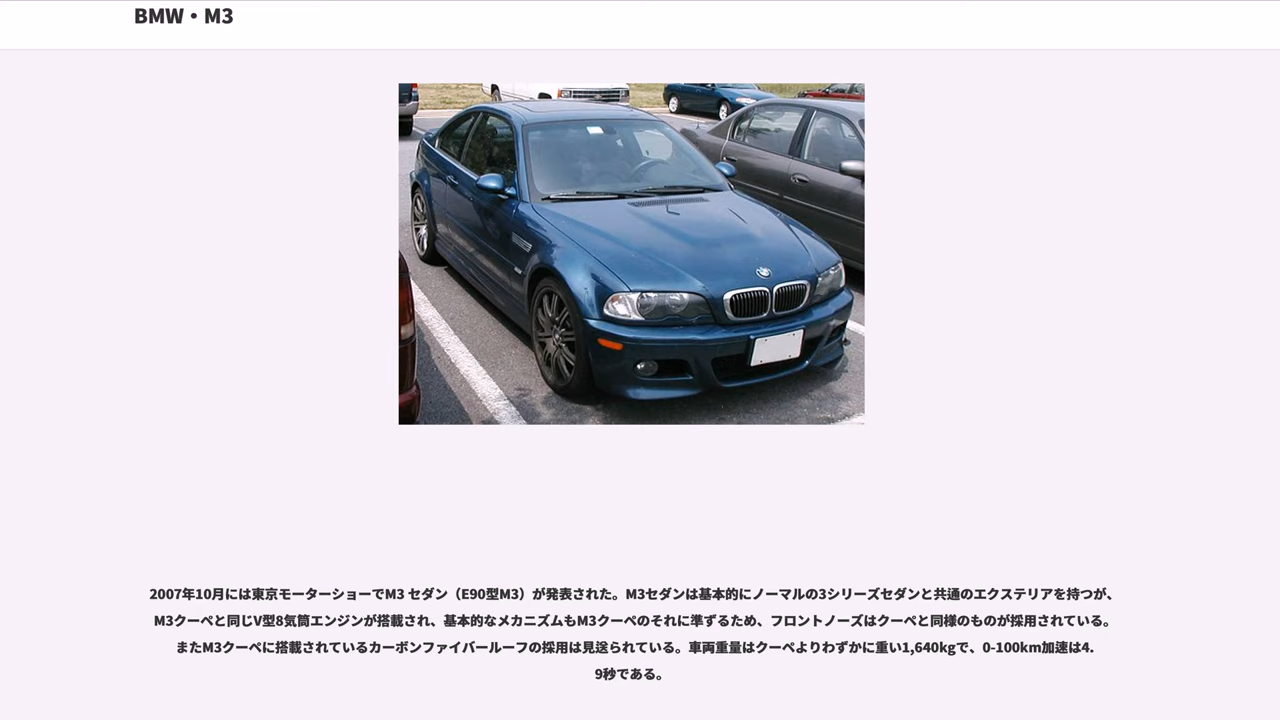 BMW・M3
2007年10月には東京モーターショーでM3 セダン（E90型M3）が発表された。M3セダンは基本的にノーマルの3シリーズセダンと共通のエクステリアを持つが、
M3クーペと同じV型8気筒エンジンが搭載され、基本的なメカニズムもM3クーペのそれに準ずるため、フロントノーズはクーペと同様のものが採用されている。
またM3クーペに搭載されているカーボンファイバールーフの採用は見送られている。車両重量はクーペよりわずかに重い1,640kgで、0-100km加速は4.
9秒である。